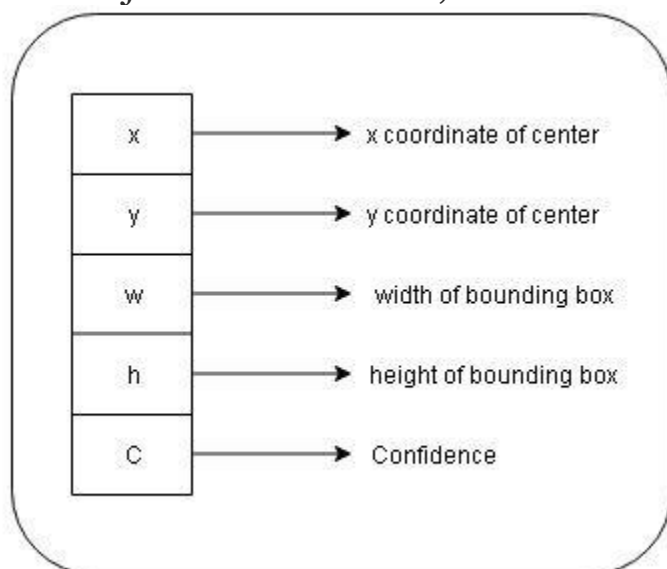 x x coordinate of center
y y coordinate of center
w width of bounding box
h height of bounding box
C Confidence